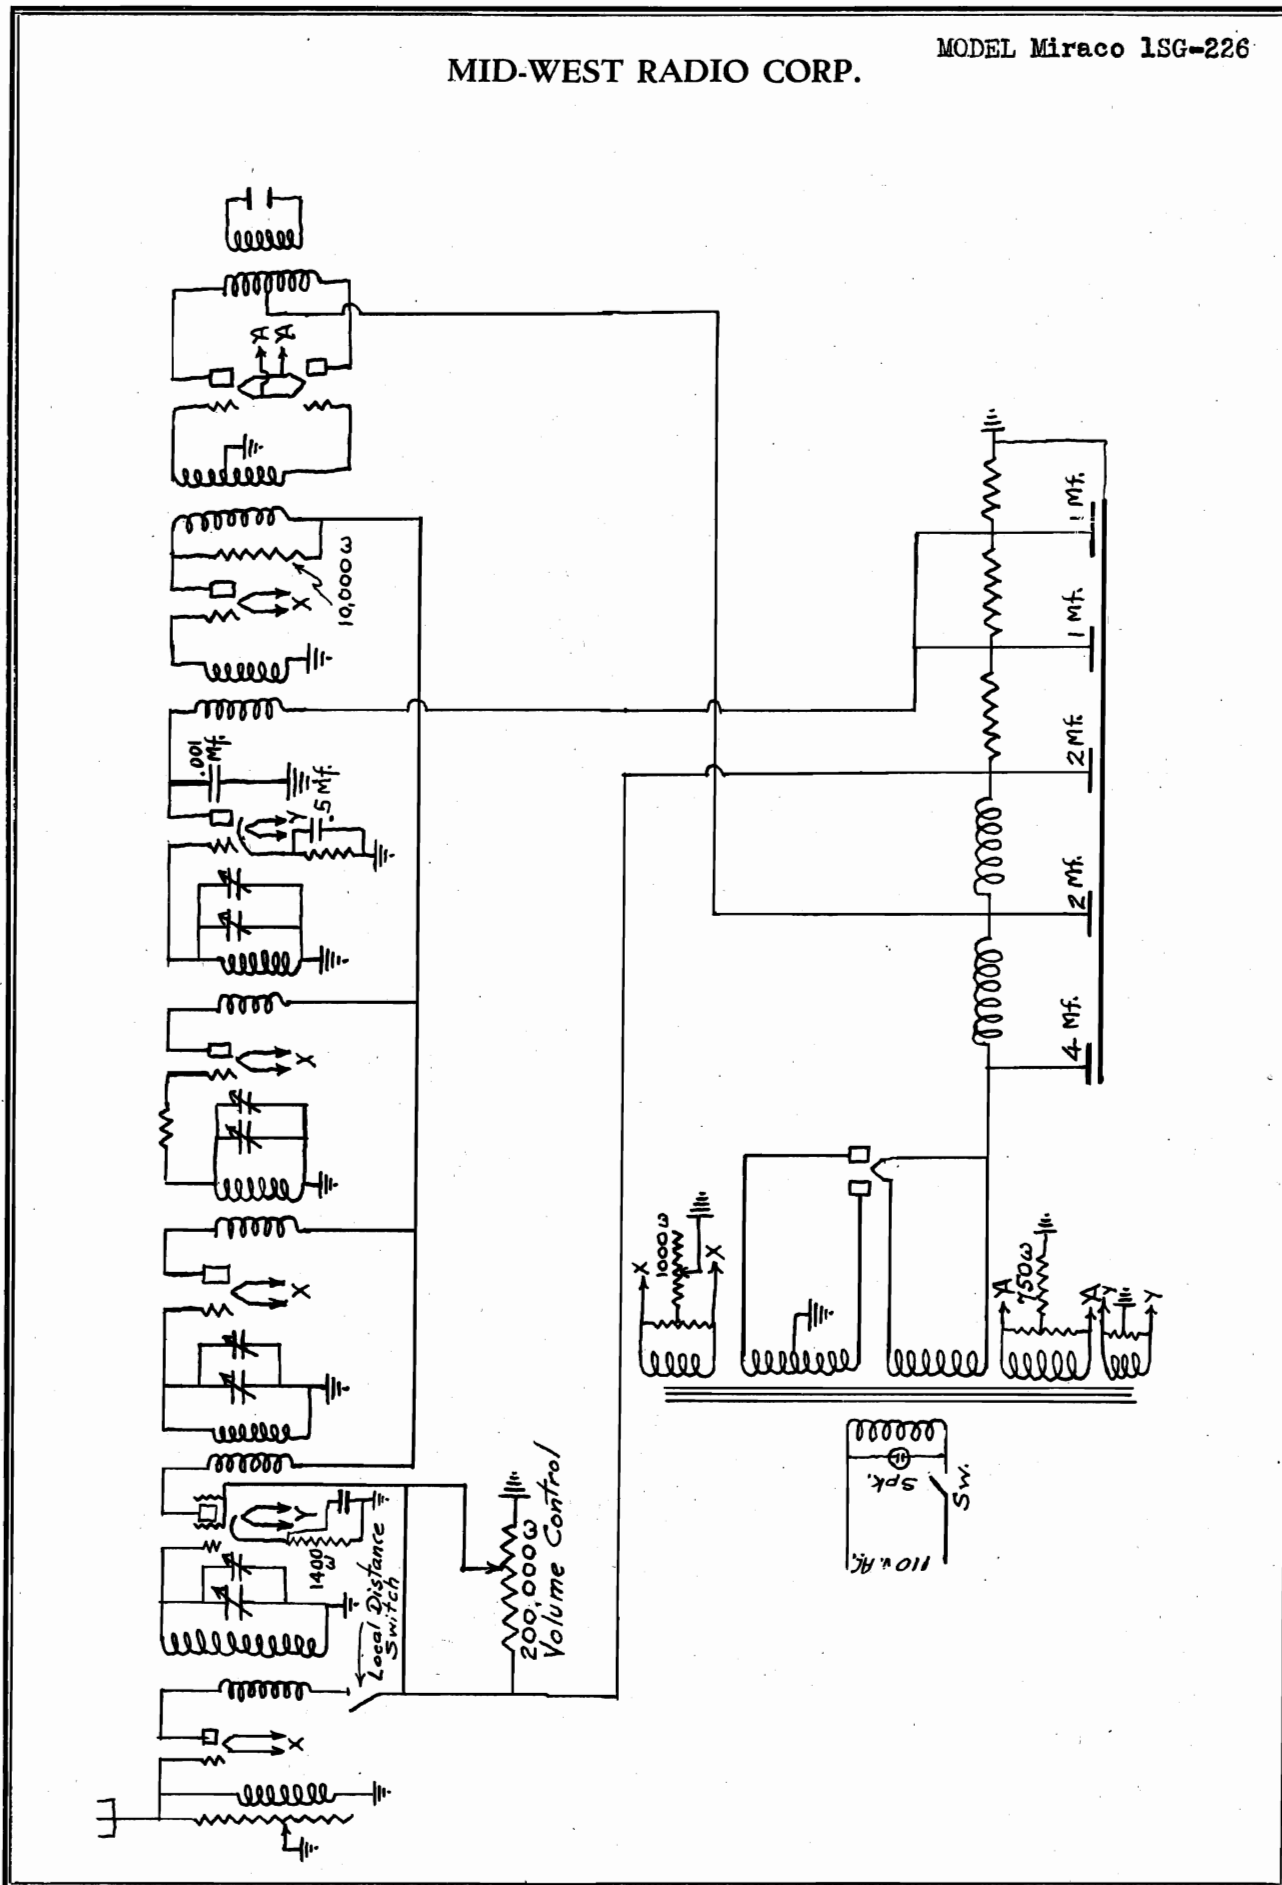 MODEL Miraco 1SG-226
MID-WEST RADIO CORP.
A
A
10,000 ω
X
.001
Mf.
Y
.5 Mf.
X
X
Y
1400
ω
Local Distance
Switch
200,000 ω
Volume Control
X
1 Mf.
1 Mf.
2 Mf.
2 Mf.
4 Mf.
X
1000 ω
X
A
750 ω
A
Y
Y
Spk.
Sw.
110 v. AC.